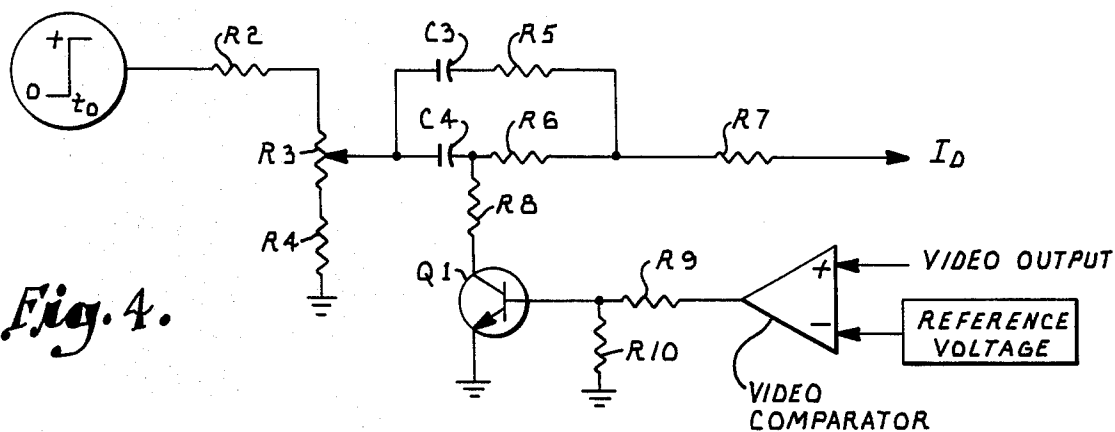 +
0
t0
R2
C3
R5
C4
R6
R7
R3
ID
R8
R4
Q1
R9
+
VIDEO OUTPUT
−
REFERENCE
VOLTAGE
R10
VIDEO
COMPARATOR
Fig. 4.